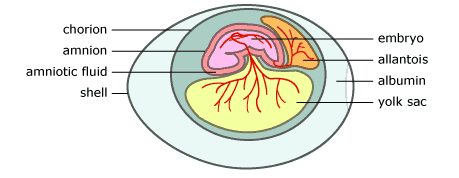 chorion
amnion
amniotic fluid
shell
embryo
allantois
albumin
yolk sac